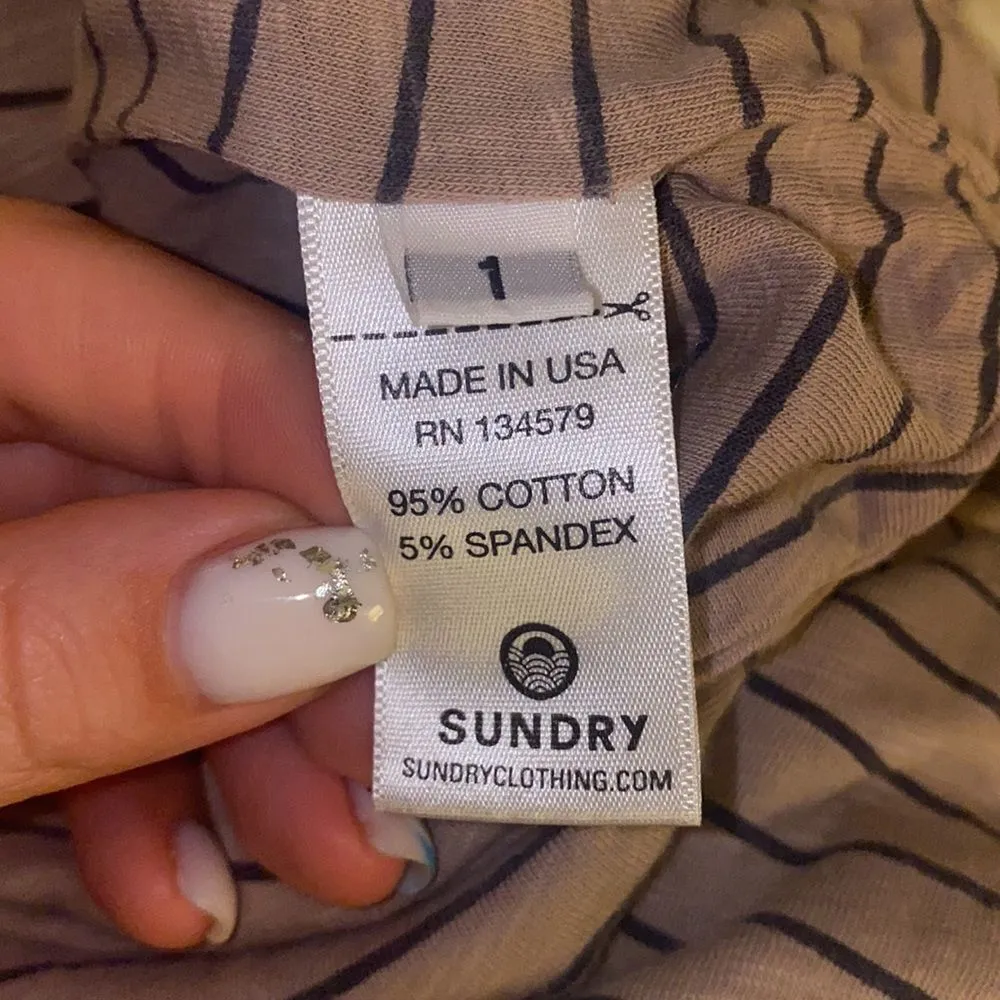 1
MADE IN USA
RN 134579
95% COTTON
5% SPANDEX
SUNDRY
SUNDRYCLOTHING.COM